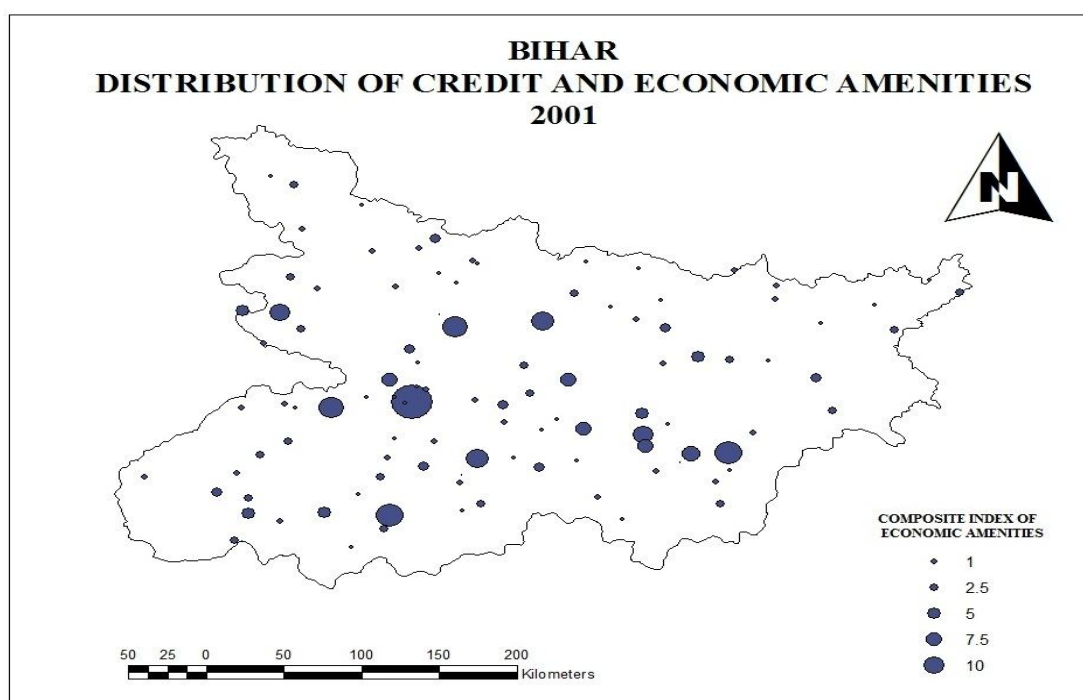 BIHAR
DISTRIBUTION OF CREDIT AND ECONOMIC AMENITIES
2001
N
COMPOSITE INDEX OF
ECONOMIC AMENITIES
1
2.5
5
7.5
10
50 25 0 50 100 150 200
Kilometers